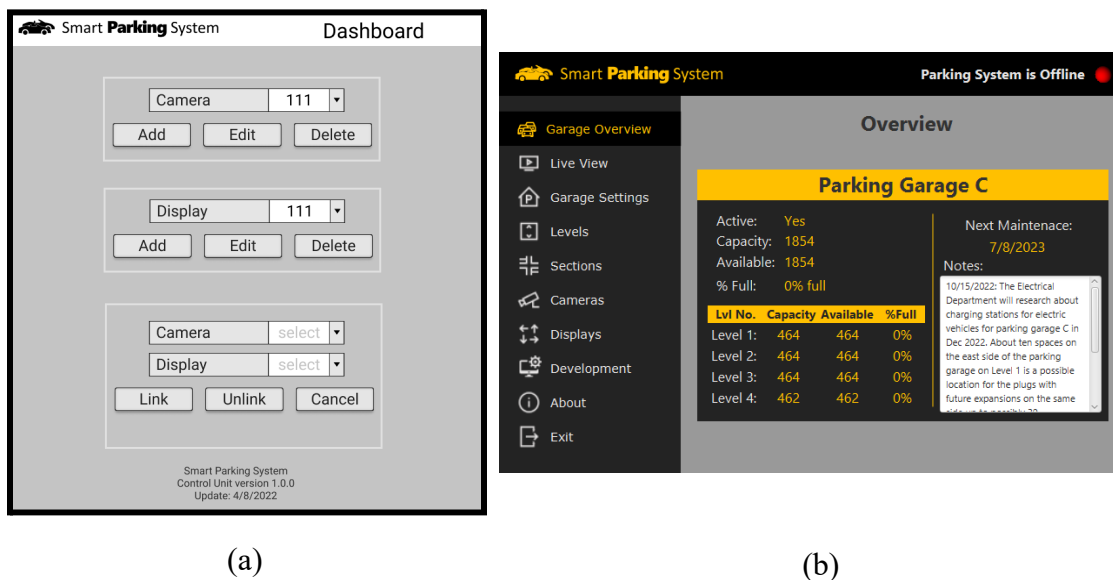 Smart Parking System
Dashboard
Camera 111
Add Edit Delete
Display 111
Add Edit Delete
Camera select
Display select
Link Unlink Cancel
Smart Parking System
Control Unit version 1.0.0
Update: 4/8/2022
(a)
Smart Parking System
Parking System is Offline
Garage Overview
Live View
Garage Settings
Levels
Sections
Cameras
Displays
Development
About
Exit
Overview
Parking Garage C
Active: Yes
Capacity: 1854
Available: 1854
% Full: 0% full
Lvl No. Capacity Available %Full
Level 1: 464 464 0%
Level 2: 464 464 0%
Level 3: 464 464 0%
Level 4: 462 462 0%
Next Maintenace:
7/8/2023
Notes:
10/15/2022: The Electrical
Department will research about
charging stations for electric
vehicles for parking garage C in
Dec 2022. About ten spaces on
the east side of the parking
garage on Level 1 is a possible
location for the plugs with
future expansions on the same
side up to possibly 20
(b)